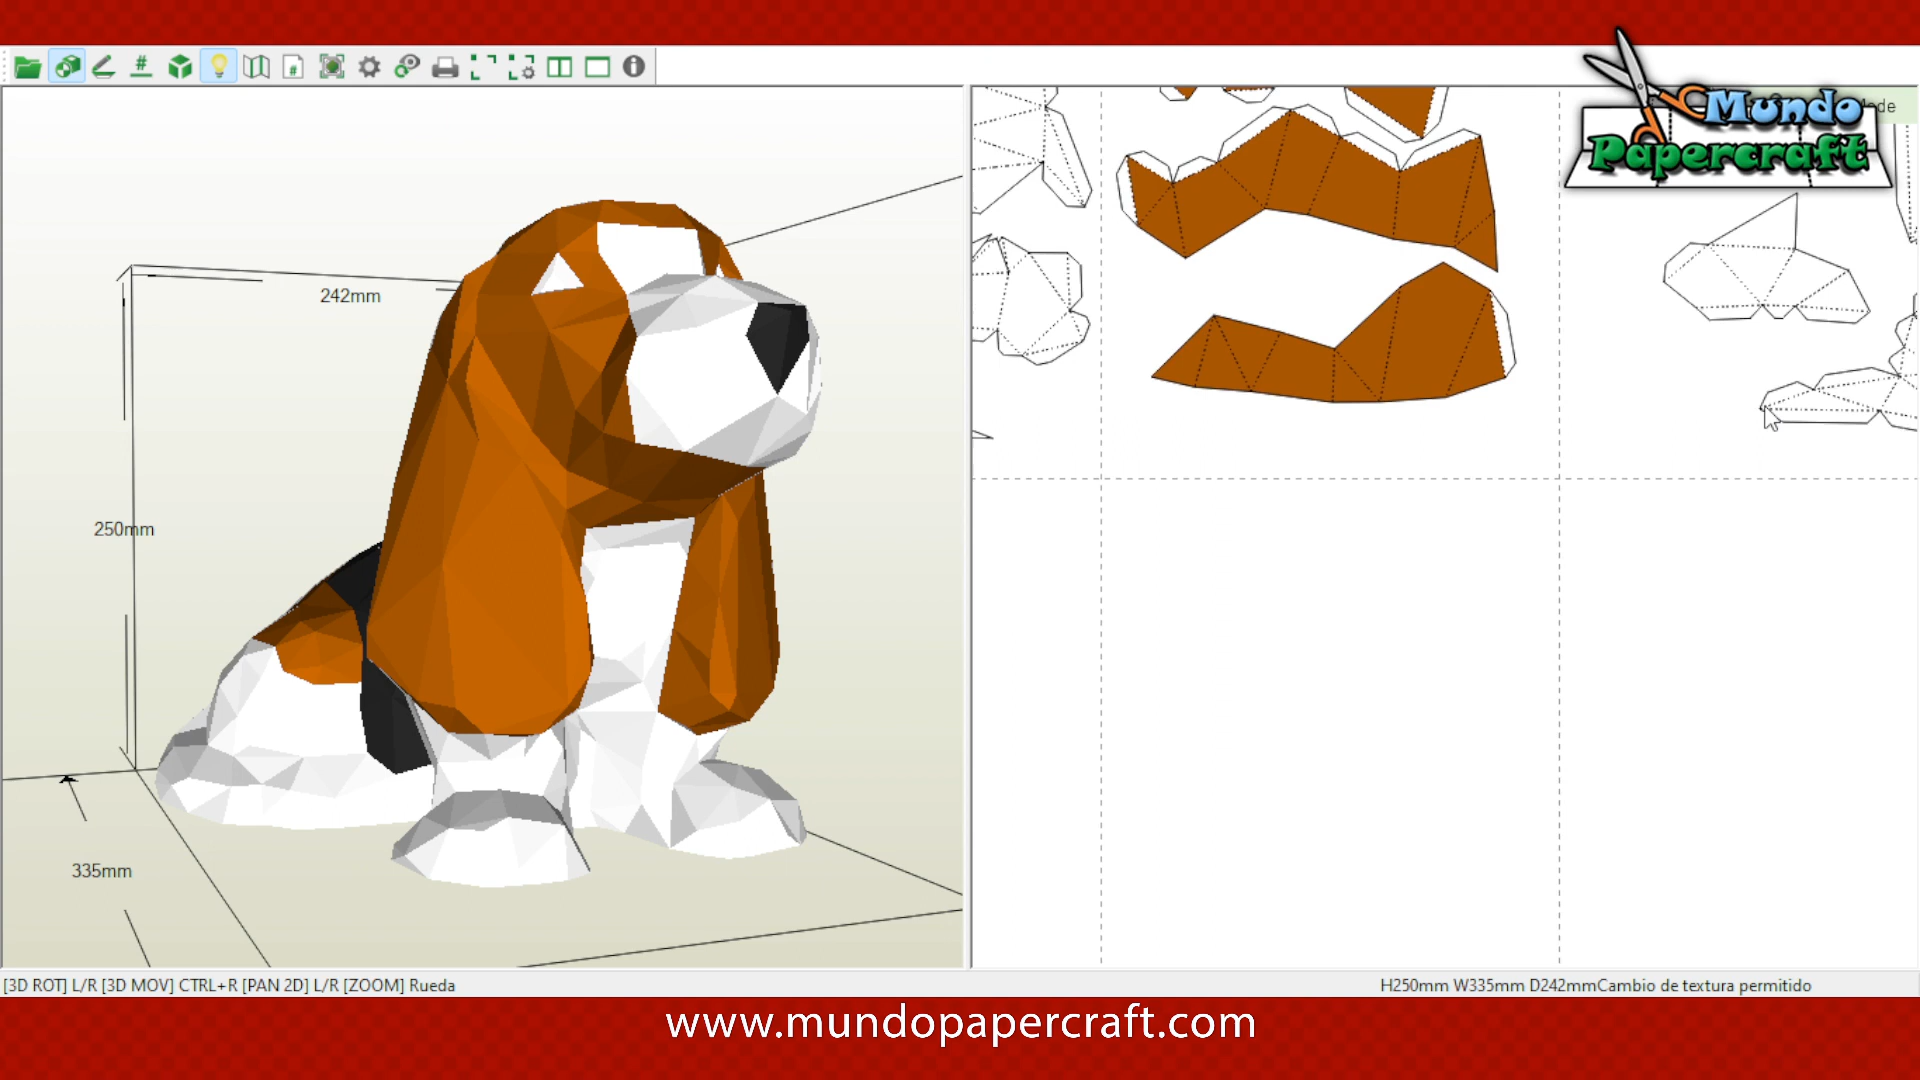 Mundo
Papercraft
242mm
250mm
335mm
[3D ROT] L/R [3D MOV] CTRL+R [PAN 2D] L/R [ZOOM] Rueda
H250mm W335mm D242mmCambio de textura permitido
www.mundopapercraft.com